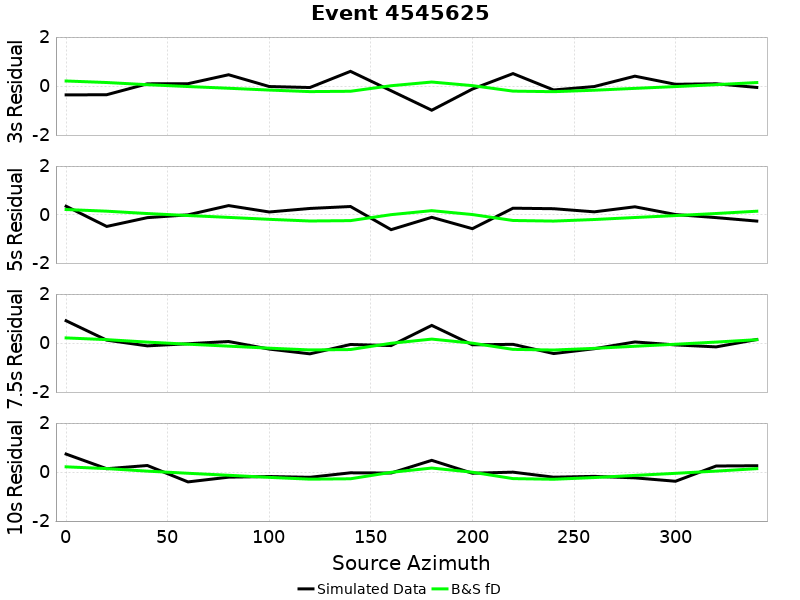 Event 4545625
3s Residual
2
0
-2
5s Residual
2
0
-2
7.5s Residual
2
0
-2
10s Residual
2
0
-2
0 50 100 150 200 250 300
Source Azimuth
Simulated Data B&S fD